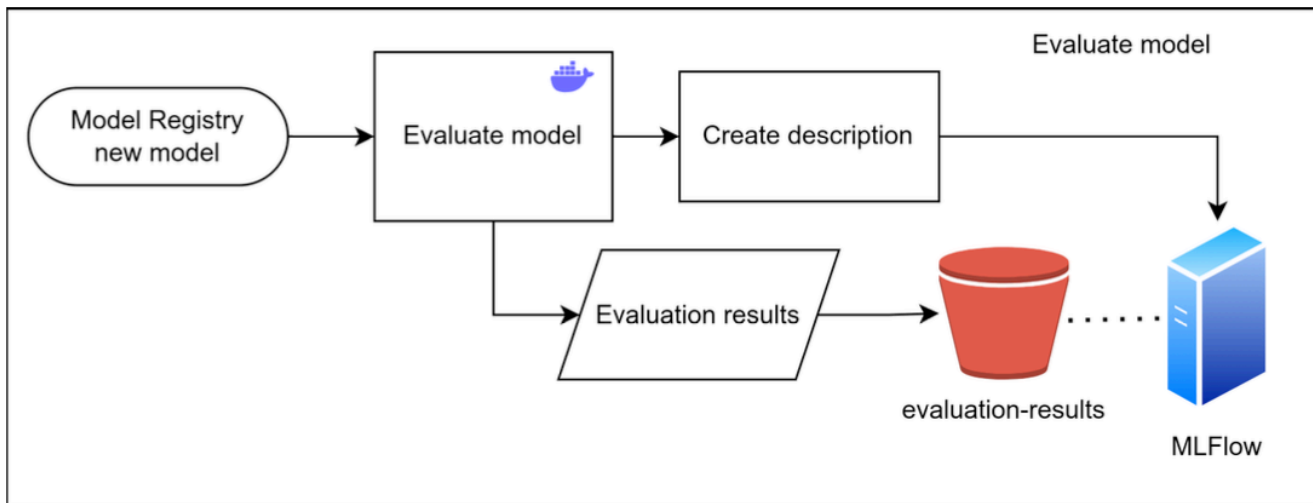 Evaluate model
Model Registry
new model
Evaluate model
Create description
Evaluation results
evaluation-results
MLFlow